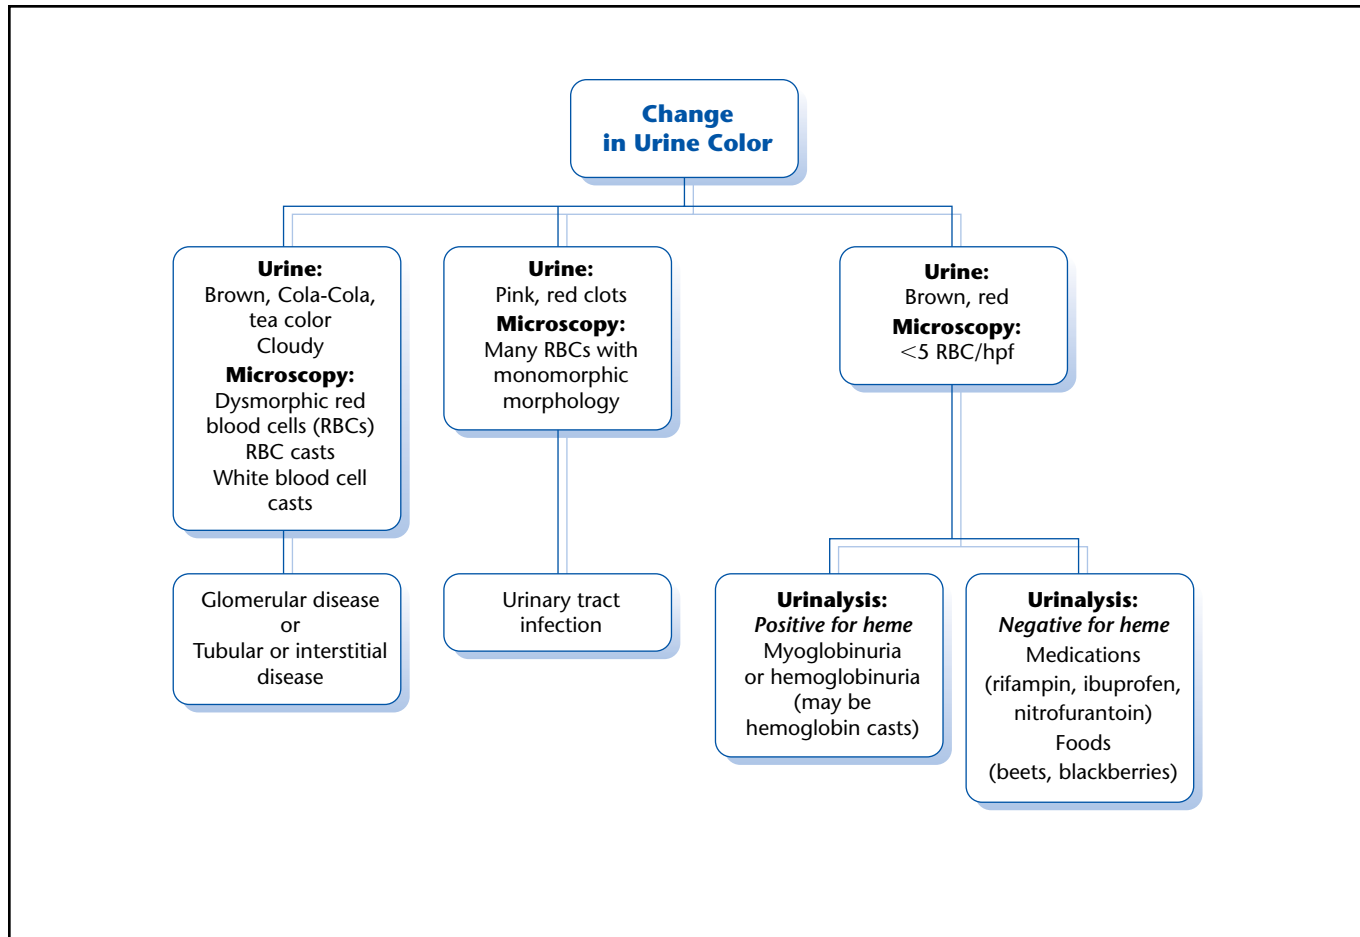 Change
in Urine Color
Urine:
Brown, Cola-Cola,
tea color
Cloudy
Microscopy:
Dysmorphic red
blood cells (RBCs)
RBC casts
White blood cell
casts
Urine:
Pink, red clots
Microscopy:
Many RBCs with
monomorphic
morphology
Urine:
Brown, red
Microscopy:
<5 RBC/hpf
Glomerular disease
or
Tubular or interstitial
disease
Urinary tract
infection
Urinalysis:
Positive for heme
Myoglobinuria
or hemoglobinuria
(may be
hemoglobin casts)
Urinalysis:
Negative for heme
Medications
(rifampin, ibuprofen,
nitrofurantoin)
Foods
(beets, blackberries)